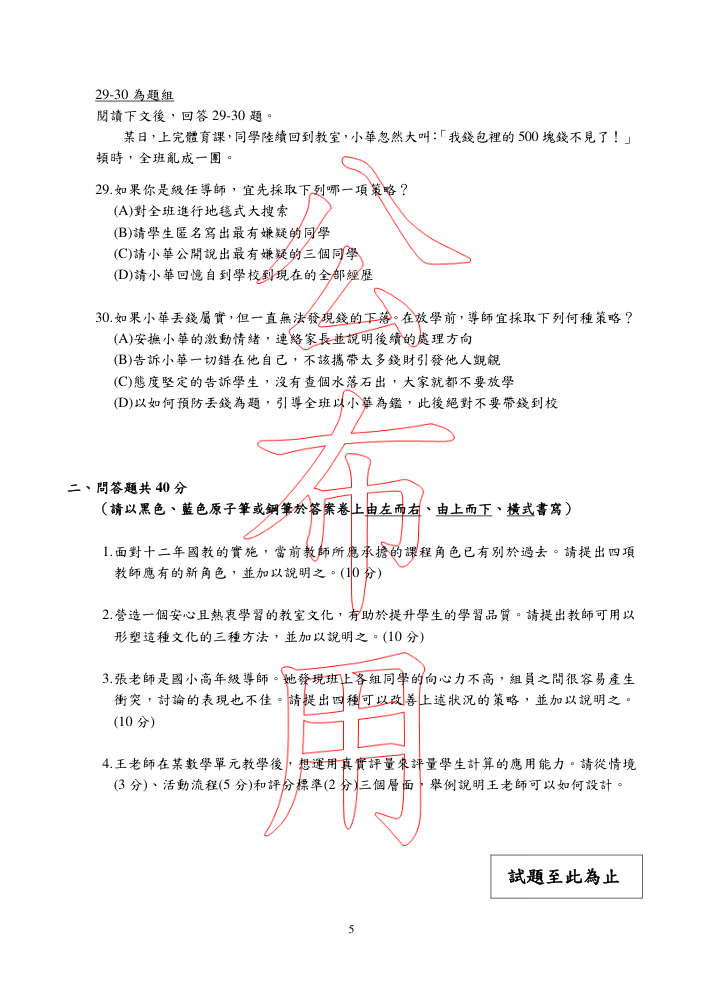 29-30 為題組
閱讀下文後，回答 29-30 題。
某日，上完體育課，同學陸續回到教室，小華忽然大叫：「我錢包裡的 500 塊錢不見了！」
頓時，全班亂成一團。
29.如果你是級任導師，宜先採取下列哪一項策略？
(A)對全班進行地毯式大搜索
(B)請學生匿名寫出最有嫌疑的同學
(C)請小華公開說出最有嫌疑的三個同學
(D)請小華回憶自到學校到現在的全部經歷
30.如果小華丟錢屬實，但一直無法發現錢的下落。在放學前，導師宜採取下列何種策略？
(A)安撫小華的激動情緒，連絡家長並說明後續的處理方向
(B)告訴小華一切錯在他自己，不該攜帶太多錢財引發他人覬覦
(C)態度堅定的告訴學生，沒有查個水落石出，大家就都不要放學
(D)以如何預防丟錢為題，引導全班以小華為鑑，此後絕對不要帶錢到校
二、問答題共 40 分
（請以黑色、藍色原子筆或鋼筆於答案卷上由左而右、由上而下、橫式書寫）
1.面對十二年國教的實施，當前教師所應承擔的課程角色已有別於過去。請提出四項
教師應有的新角色，並加以說明之。(10 分)
2.營造一個安心且熱衷學習的教室文化，有助於提升學生的學習品質。請提出教師可用以
形塑這種文化的三種方法，並加以說明之。(10 分)
3.張老師是國小高年級導師。她發現班上各組同學的向心力不高，組員之間很容易產生
衝突，討論的表現也不佳。請提出四種可以改善上述狀況的策略，並加以說明之。
(10 分)
4.王老師在某數學單元教學後，想運用真實評量來評量學生計算的應用能力。請從情境
(3 分)、活動流程(5 分)和評分標準(2 分)三個層面，舉例說明王老師可以如何設計。
試題至此為止
5
公布用